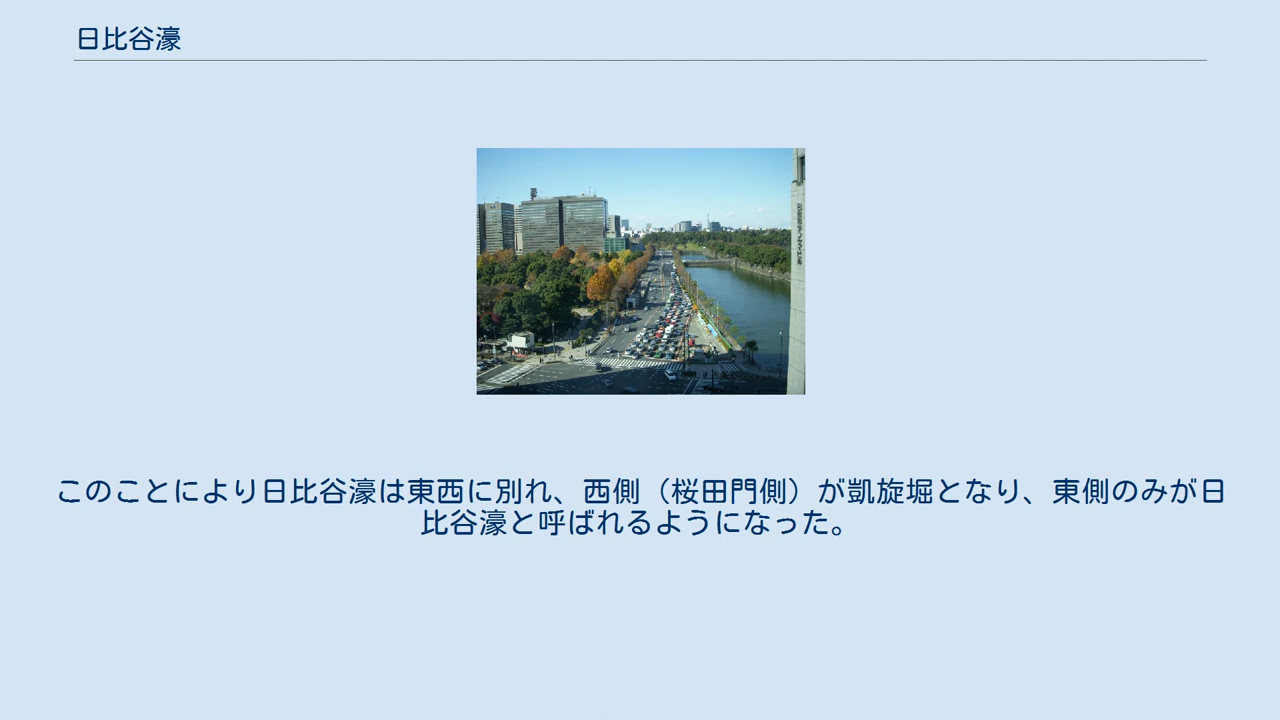 日比谷濠
このことにより日比谷濠は東西に別れ、西側（桜田門側）が凱旋堀となり、東側のみが日
比谷濠と呼ばれるようになった。